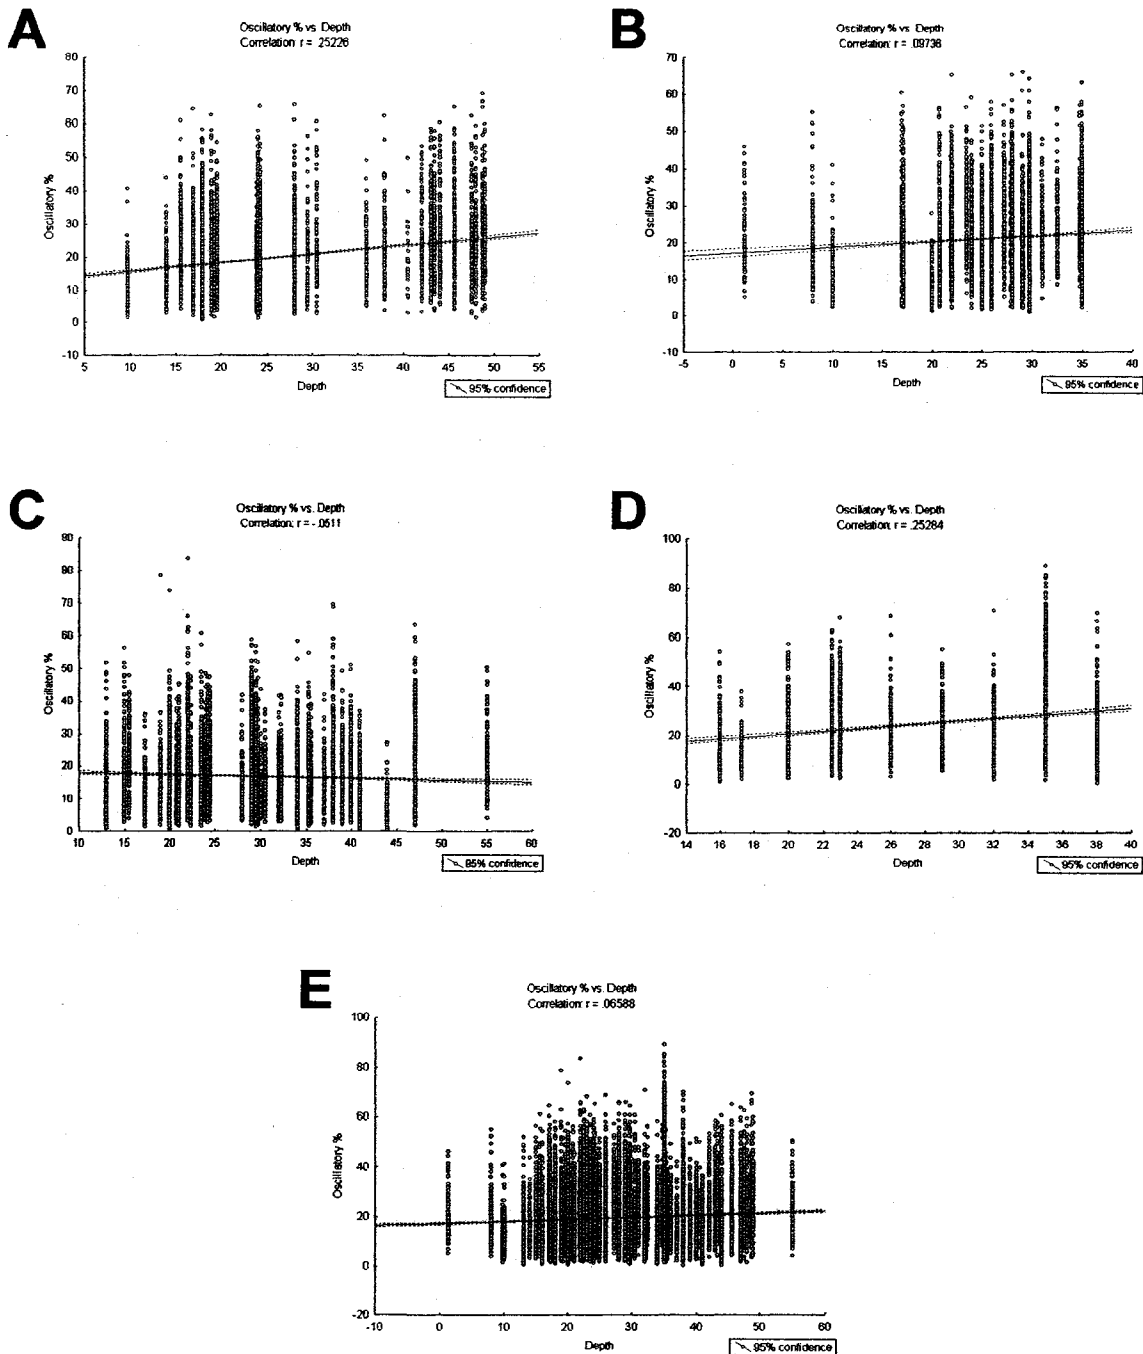 A
Oscillatory % vs. Depth
Correlation: r = .25226
80
70
60
50
40
30
20
10
0
-10
Oscillatory %
5 10 15 20 25 30 35 40 45 50 55
Depth
95% confidence
B
Oscillatory % vs. Depth
Correlation: r = .09736
70
60
50
40
30
20
10
0
-10
Oscillatory %
-5 0 5 10 15 20 25 30 35 40
Depth
95% confidence
C
Oscillatory % vs. Depth
Correlation: r = -.0511
90
80
70
60
50
40
30
20
10
0
Oscillatory %
10 15 20 25 30 35 40 45 50 55 60
Depth
95% confidence
D
Oscillatory % vs. Depth
Correlation: r = .25284
100
80
60
40
20
0
-20
Oscillatory %
14 16 18 20 22 24 26 28 30 32 34 36 38 40
Depth
95% confidence
E
Oscillatory % vs. Depth
Correlation: r = .06588
100
80
60
40
20
0
-20
Oscillatory %
-10 0 10 20 30 40 50 60
Depth
95% confidence